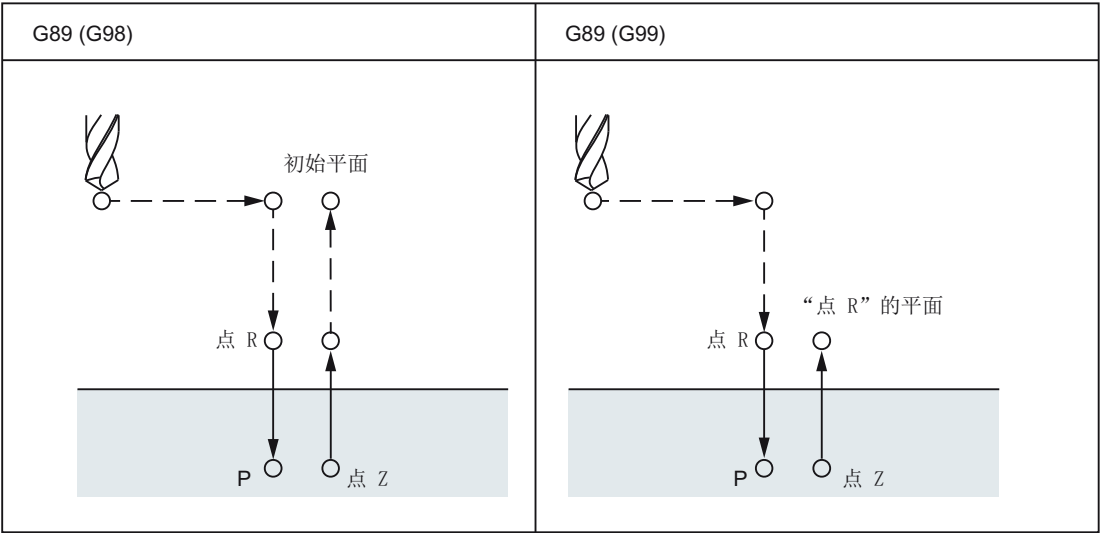 G89 (G98)
G89 (G99)
初始平面
点 R
P
点 Z
“点 R”的平面
点 R
P
点 Z